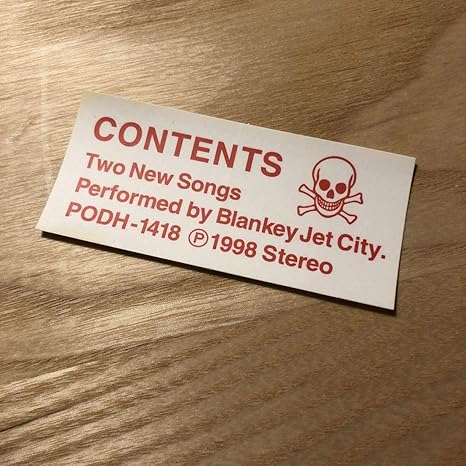 CONTENTS
Two New Songs
Performed by Blankey Jet City.
PODH-1418 ℗ 1998 Stereo